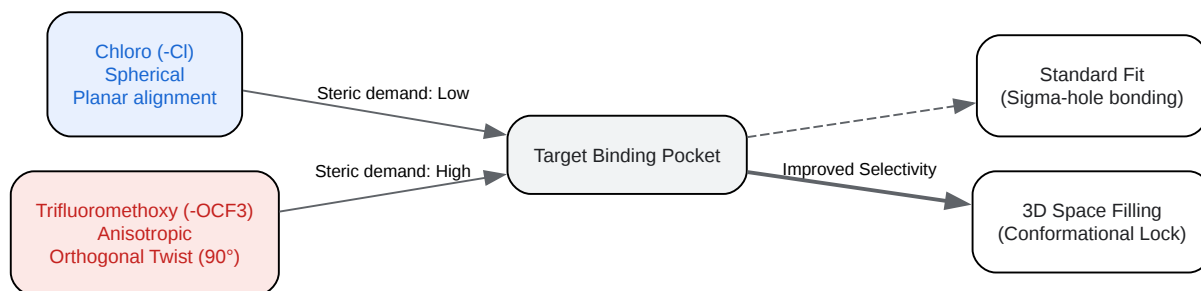 Chloro (-Cl)
Spherical
Planar alignment
Steric demand: Low
Trifluoromethoxy (-OCF3)
Anisotropic
Orthogonal Twist (90°)
Steric demand: High
Target Binding Pocket
Standard Fit
(Sigma-hole bonding)
Improved Selectivity
3D Space Filling
(Conformational Lock)